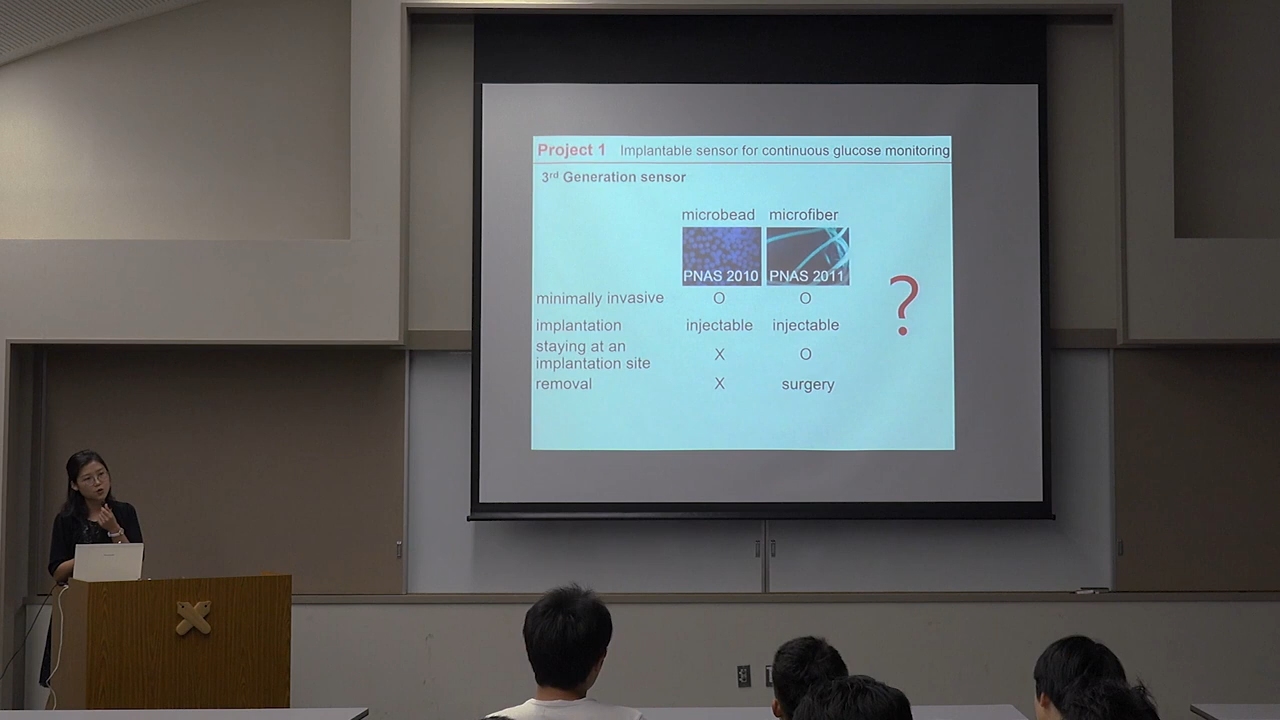 Project 1 Implantable sensor for continuous glucose monitoring
3rd Generation sensor
microbead microfiber
PNAS 2010 PNAS 2011
minimally invasive O O
?
implantation injectable injectable
staying at an
implantation site X O
removal X surgery